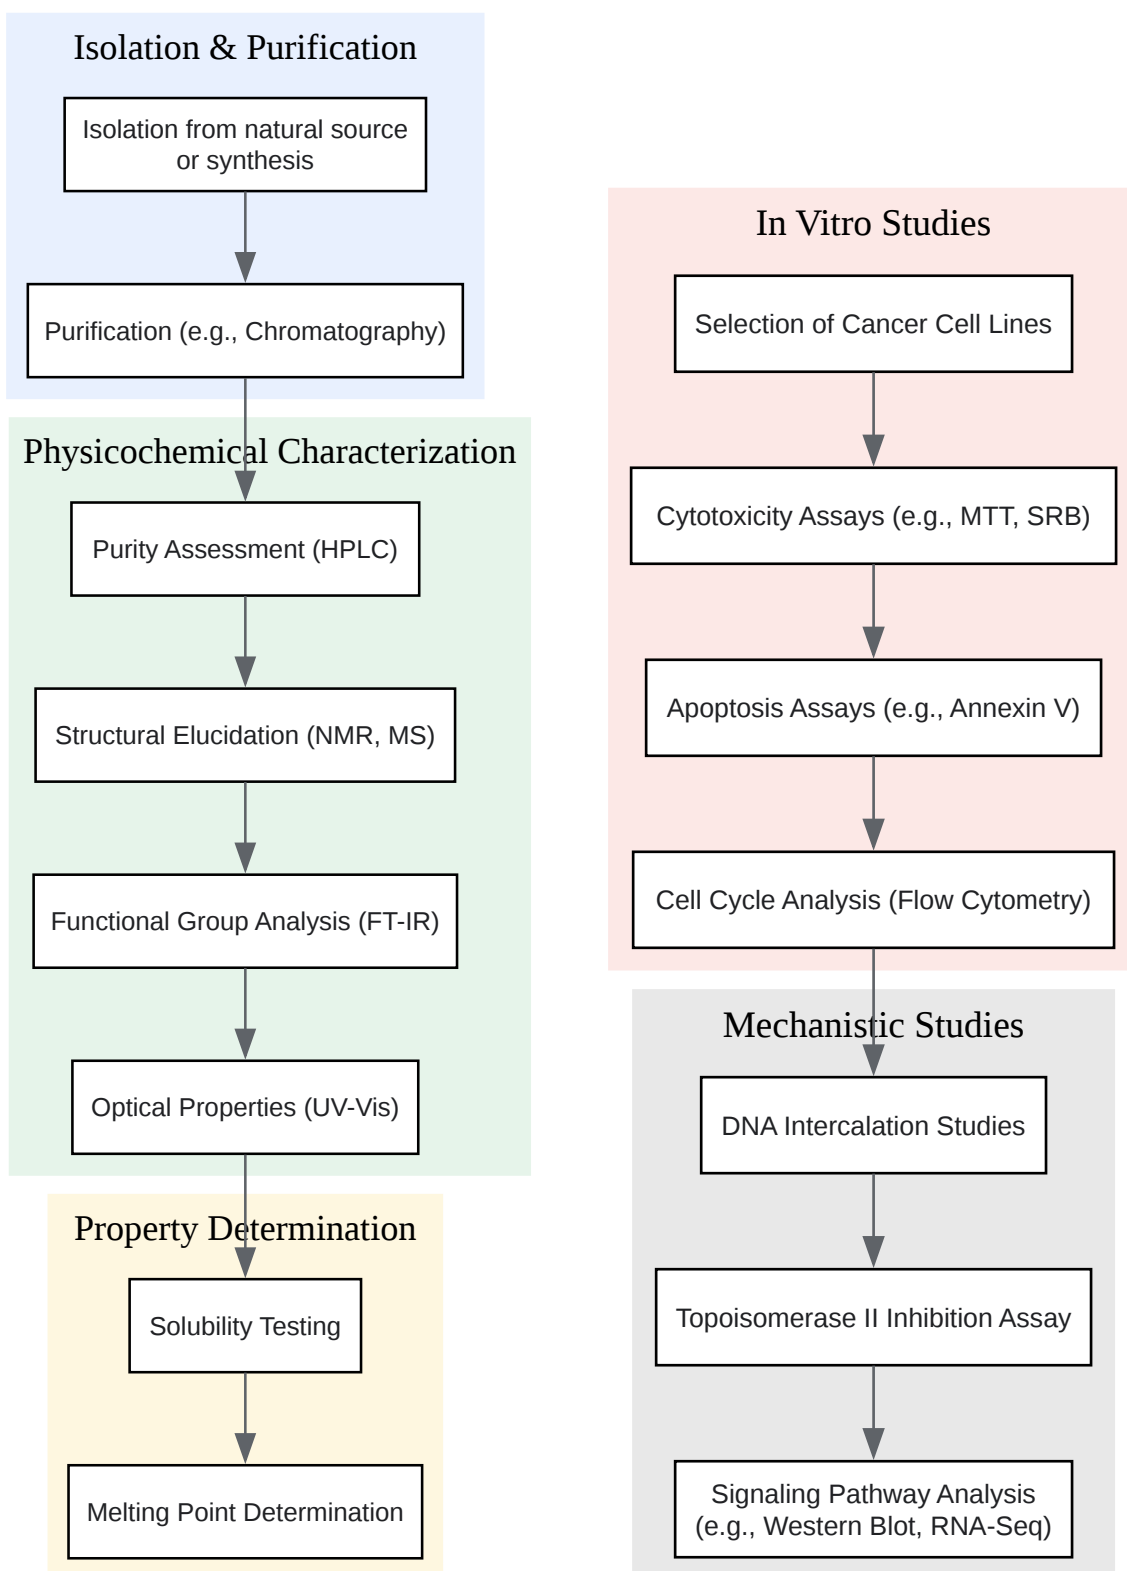 Isolation & Purification
Isolation from natural source
or synthesis
Purification (e.g., Chromatography)
Physicochemical Characterization
Purity Assessment (HPLC)
Structural Elucidation (NMR, MS)
Functional Group Analysis (FT-IR)
Optical Properties (UV-Vis)
Property Determination
Solubility Testing
Melting Point Determination
In Vitro Studies
Selection of Cancer Cell Lines
Cytotoxicity Assays (e.g., MTT, SRB)
Apoptosis Assays (e.g., Annexin V)
Cell Cycle Analysis (Flow Cytometry)
Mechanistic Studies
DNA Intercalation Studies
Topoisomerase II Inhibition Assay
Signaling Pathway Analysis
(e.g., Western Blot, RNA-Seq)